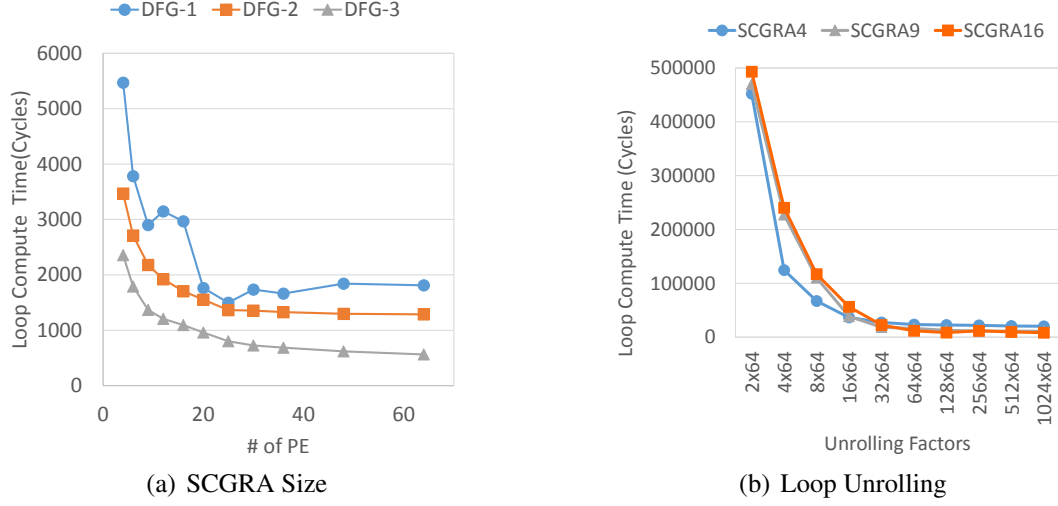 DFG-1 DFG-2 DFG-3
6000
5000
4000
3000
2000
1000
0
Loop Compute Time(Cycles)
0 20 40 60
# of PE
(a) SCGRA Size
SCGRA4 SCGRA9 SCGRA16
500000
400000
300000
200000
100000
0
Loop Compute Time (Cycles)
2x64
4x64
8x64
16x64
32x64
64x64
128x64
256x64
512x64
1024x64
Unrolling Factors
(b) Loop Unrolling